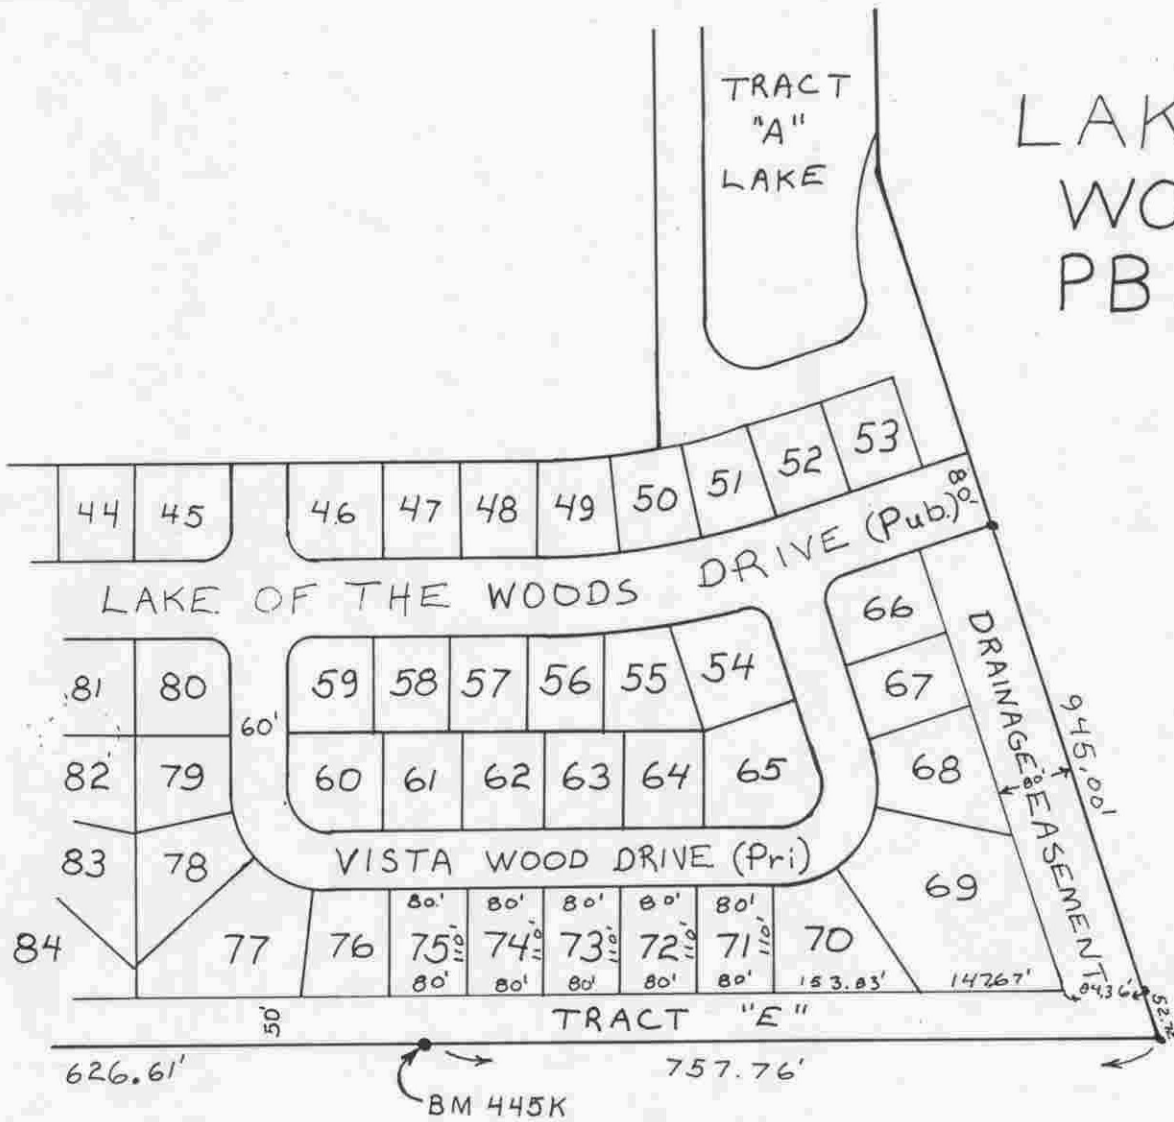 TRACT
"A"
LAKE
LAK
WO
PB
44 45 46 47 48 49 50 51 52 53
80'
LAKE OF THE WOODS DRIVE (Pub.)
81 80 59 58 57 56 55 54 66
67
60'
82 79 60 61 62 63 64 65 68
DRAINAGE EASEMENT
80'
945.00'
83 78
VISTA WOOD DRIVE (Pri)
69
80' 80' 80' 80' 80'
84 77 76 75 110' 74 110' 73 110' 72 110' 71 110' 70
80' 80' 80' 80' 80' 153.83' 142.67' 84.36'
50'
TRACT "E"
626.61'
757.76'
BM 445K